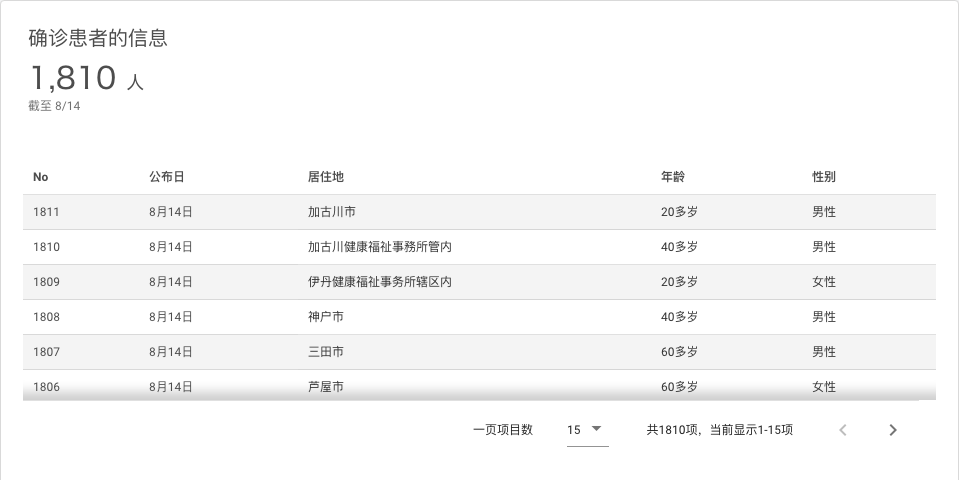 确诊患者的信息
1,810 人
截至 8/14
No 公布日 居住地 年龄 性别
1811 8月14日 加古川市 20多岁 男性
1810 8月14日 加古川健康福祉事務所管内 40多岁 男性
1809 8月14日 伊丹健康福祉事务所辖区内 20多岁 女性
1808 8月14日 神户市 40多岁 男性
1807 8月14日 三田市 60多岁 男性
1806 8月14日 芦屋市 60多岁 女性
一页项目数 15 共1810项，当前显示1-15项